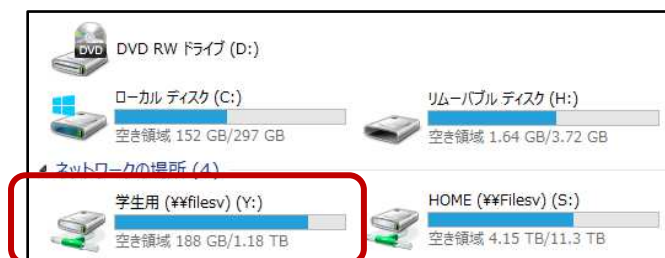 DVD
DVD RW ドライブ (D:)
ローカル ディスク (C:)
空き領域 152 GB/297 GB
リムーバブル ディスク (H:)
空き領域 1.64 GB/3.72 GB
ネットワークの場所 (4)
学生用 (¥¥filesv) (Y:)
空き領域 188 GB/1.18 TB
HOME (¥¥Filesv) (S:)
空き領域 4.15 TB/11.3 TB